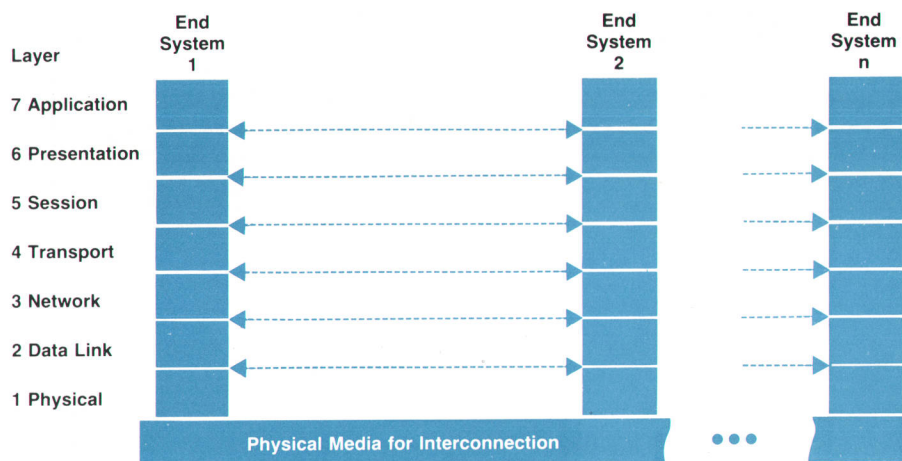 End
System
1
End
System
2
End
System
n
Layer
7 Application
6 Presentation
5 Session
4 Transport
3 Network
2 Data Link
1 Physical
Physical Media for Interconnection